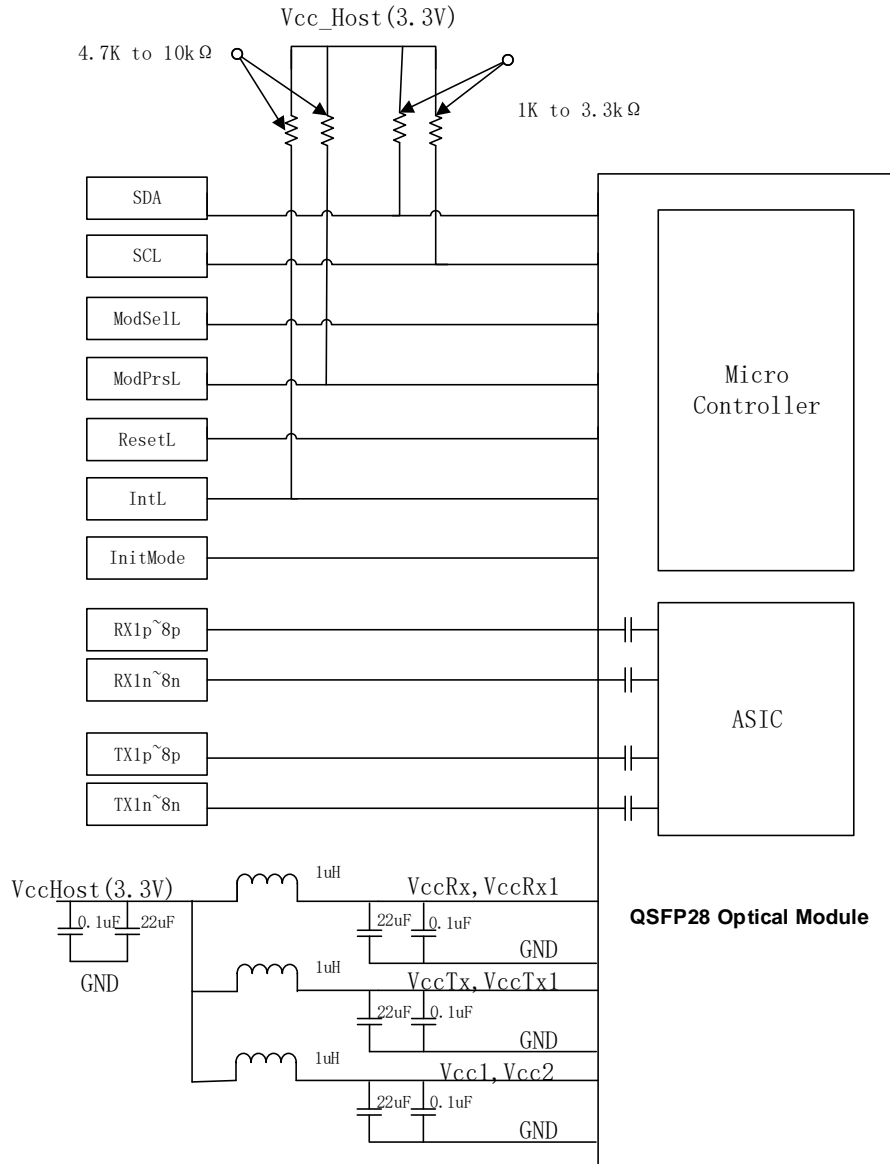 Vcc_Host(3.3V)
4.7K to 10kΩ
1K to 3.3kΩ
SDA
SCL
ModSelL
ModPrsL
ResetL
IntL
InitMode
Micro
Controller
RX1p~8p
RX1n~8n
TX1p~8p
TX1n~8n
ASIC
VccHost(3.3V)
0.1uF
22uF
GND
1uH
VccRx, VccRx1
22uF
0.1uF
GND
QSFP28 Optical Module
1uH
VccTx, VccTx1
22uF
0.1uF
GND
1uH
Vcc1, Vcc2
22uF
0.1uF
GND